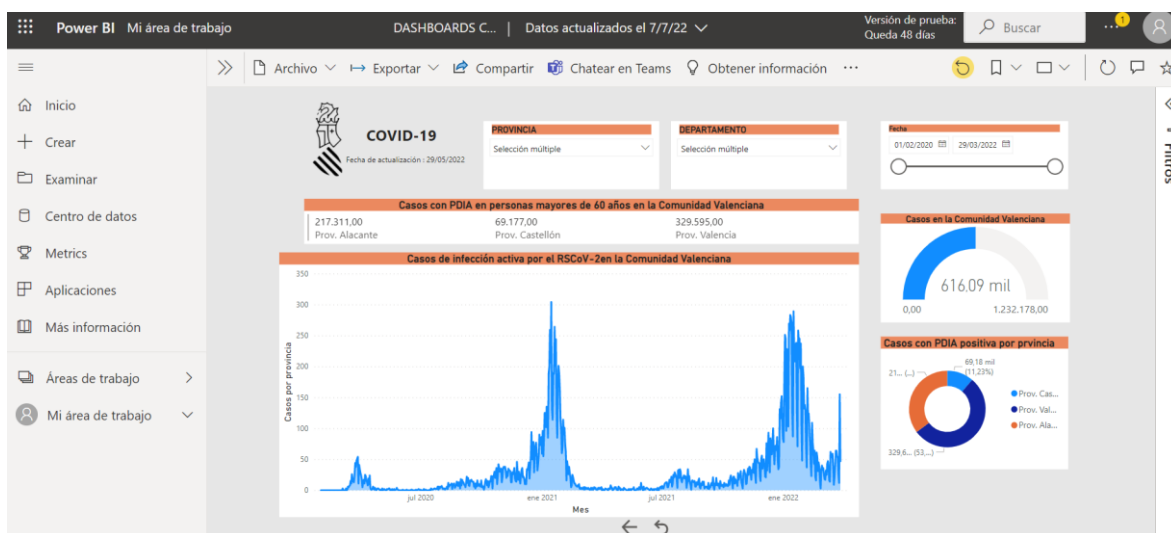 Power BI Mi área de trabajo
DASHBOARDS C... | Datos actualizados el 7/7/22
Versión de prueba:
Queda 48 días
Buscar
... 1
Archivo Exportar Compartir Chatear en Teams Obtener información ...
Inicio
Crear
Examinar
Centro de datos
Metrics
Aplicaciones
Más información
Áreas de trabajo
Mi área de trabajo
Filtros
COVID-19
Fecha de actualización : 29/05/2022
PROVINCIA
Selección múltiple
DEPARTAMENTO
Selección múltiple
Fecha
01/02/2020 29/03/2022
Casos con PDIA en personas mayores de 60 años en la Comunidad Valenciana
217.311,00 69.177,00 329.595,00
Prov. Alacante Prov. Castellón Prov. Valencia
Casos de infección activa por el RSCoV-2en la Comunidad Valenciana
Casos por provincia
350
300
250
200
150
100
50
0
jul 2020 ene 2021 jul 2021 ene 2022
Mes
Casos en la Comunidad Valenciana
616.09 mil
0,00 1.232.178,00
Casos con PDIA positiva por prvincia
69,18 mil
(11,23%)
21... (...)
329,6... (53,...)
Prov. Cas...
Prov. Val...
Prov. Ala...